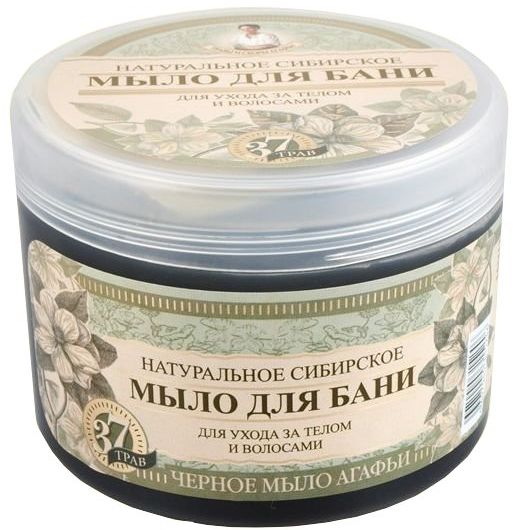 НАТУРАЛЬНОЕ СИБИРСКОЕ
МЫЛО ДЛЯ БАНИ
ДЛЯ УХОДА ЗА ТЕЛОМ
И ВОЛОСАМИ
37
ТРАВ
НАТУРАЛЬНОЕ СИБИРСКОЕ
МЫЛО ДЛЯ БАНИ
ДЛЯ УХОДА ЗА ТЕЛОМ
И ВОЛОСАМИ
37
ТРАВ
ЧЕРНОЕ МЫЛО АГАФЬИ